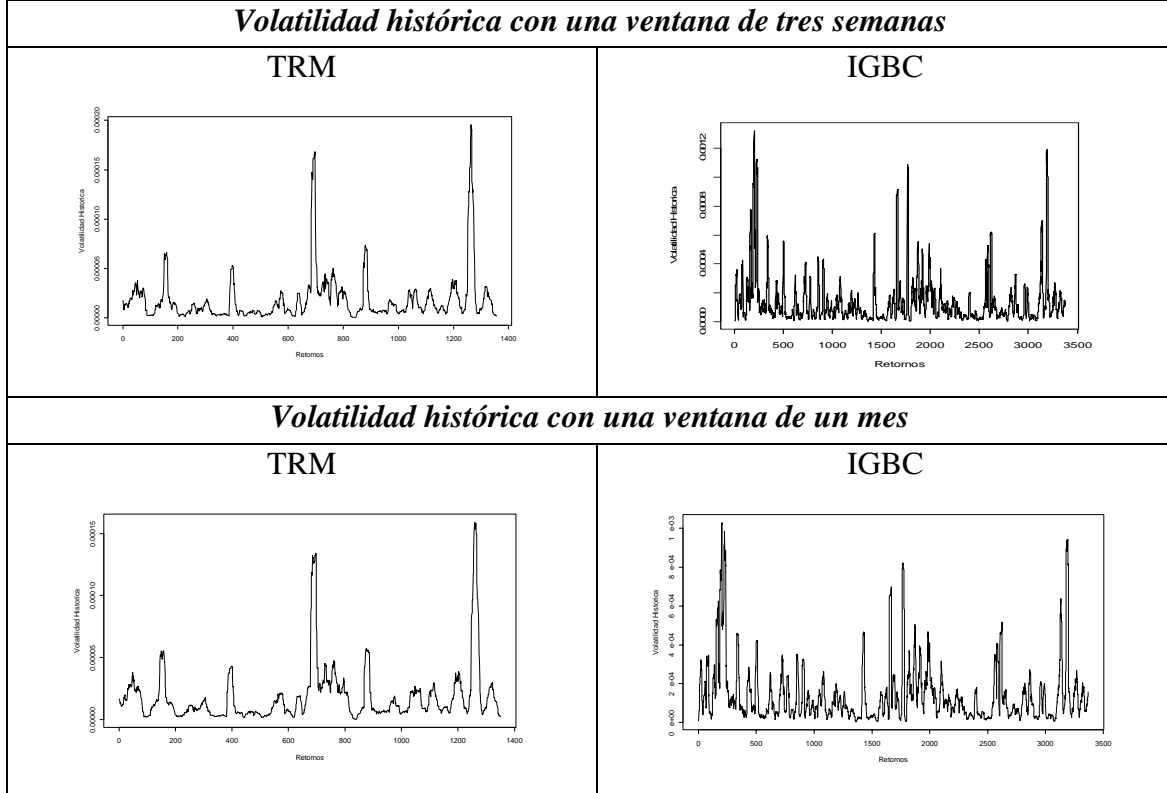 Volatilidad histórica con una ventana de tres semanas
TRM
IGBC
Volatilidad Historica
0.00000 0.00005 0.00010 0.00015 0.00020
0 200 400 600 800 1000 1200 1400
Retornos
Volatilidad Historica
0.0000 0.0004 0.0008 0.0012
0 500 1000 1500 2000 2500 3000 3500
Retornos
Volatilidad histórica con una ventana de un mes
TRM
IGBC
Volatilidad Historica
0.00000 0.00005 0.00010 0.00015
0 200 400 600 800 1000 1200 1400
Retornos
Volatilidad Historica
0 e+00 2 e-04 4 e-04 6 e-04 8 e-04 1 e-03
0 500 1000 1500 2000 2500 3000 3500
Retornos